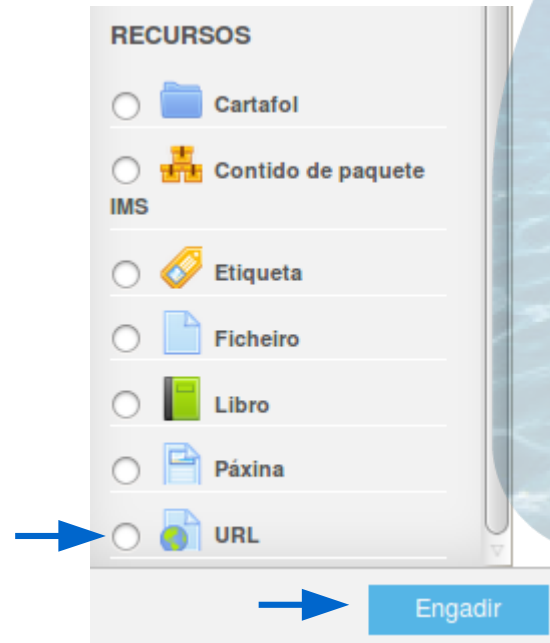 RECURSOS
Cartafol
Contido de paquete
IMS
Etiqueta
Ficheiro
Libro
Páxina
URL
Engadir